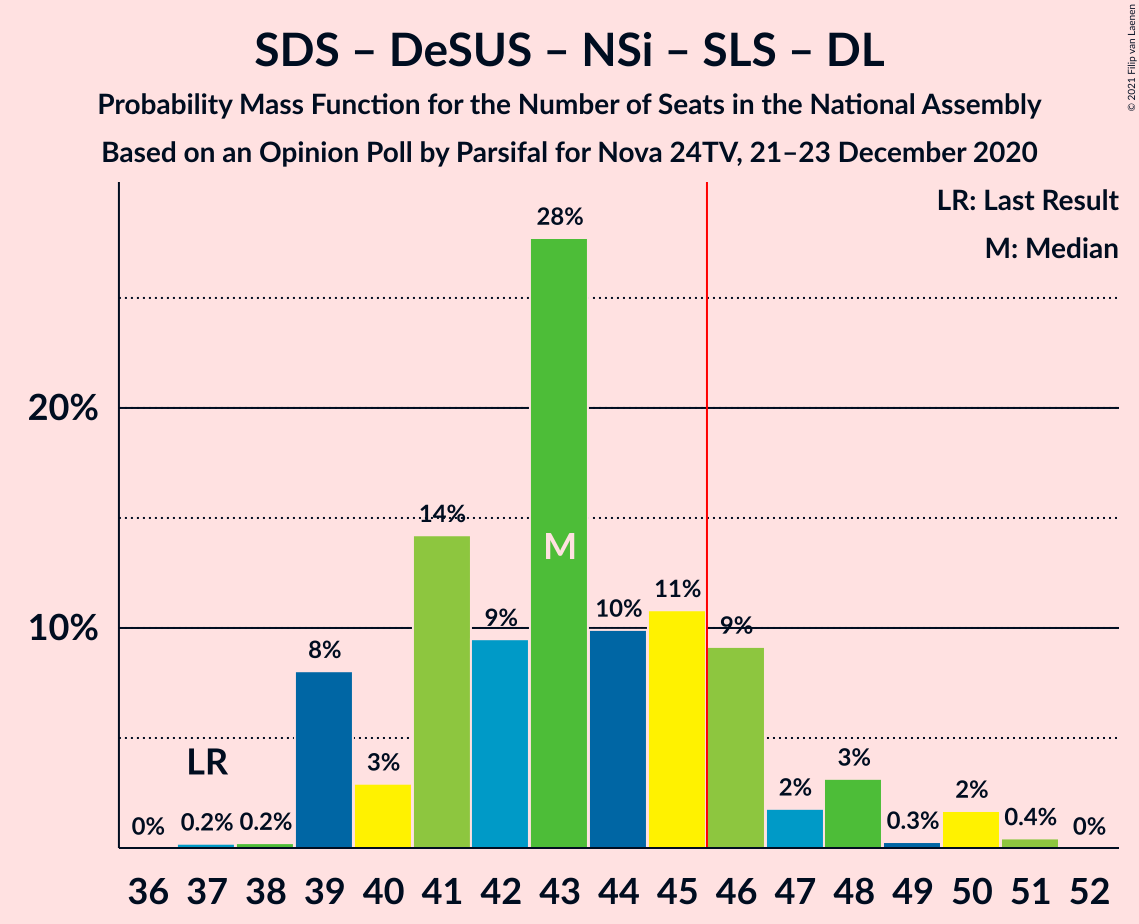 SDS – DeSUS – NSi – SLS – DL
Probability Mass Function for the Number of Seats in the National Assembly
Based on an Opinion Poll by Parsifal for Nova 24TV, 21–23 December 2020
© 2021 Filip van Laenen
LR: Last Result
M: Median
28%
20%
14%
M
11%
10%
9%
9%
10%
8%
LR
3%
3%
2%
2%
0%
0.2%
0.2%
0.3%
0.4%
0%
36 37 38 39 40 41 42 43 44 45 46 47 48 49 50 51 52